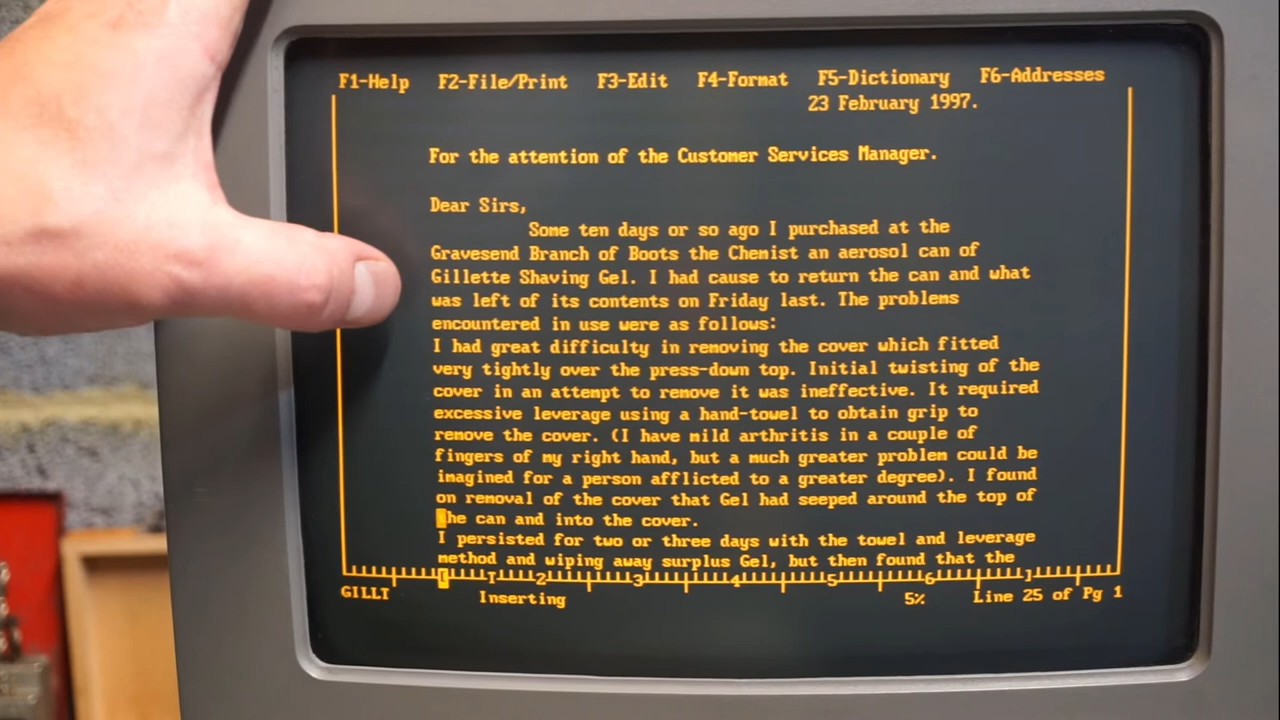 F1-Help F2-File/Print F3-Edit F4-Format F5-Dictionary F6-Addresses
23 February 1997.
For the attention of the Customer Services Manager.
Dear Sirs,
Some ten days or so ago I purchased at the
Gravesend Branch of Boots the Chemist an aerosol can of
Gillette Shaving Gel. I had cause to return the can and what
was left of its contents on Friday last. The problems
encountered in use were as follows:
I had great difficulty in removing the cover which fitted
very tightly over the press-down top. Initial twisting of the
cover in an attempt to remove it was ineffective. It required
excessive leverage using a hand-towel to obtain grip to
remove the cover. (I have mild arthritis in a couple of
fingers of my right hand, but a much greater problem could be
imagined for a person afflicted to a greater degree). I found
on removal of the cover that Gel had seeped around the top of
the can and into the cover.
I persisted for two or three days with the towel and leverage
method and wiping away surplus Gel, but then found that the
[ T 2 3 4 5 6 ]
GILLT Inserting 5% Line 25 of Pg 1